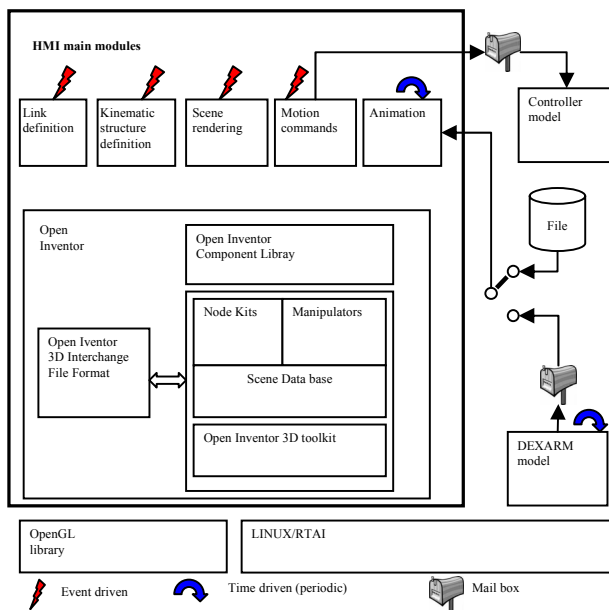 HMI main modules
Link
definition
Kinematic
structure
definition
Scene
rendering
Motion
commands
Animation
Controller
model
File
Open
Inventor
Open Inventor
Component Libray
Node Kits
Manipulators
Open Iventor
3D Interchange
File Format
Scene Data base
Open Inventor 3D toolkit
DEXARM
model
OpenGL
library
LINUX/RTAI
Event driven
Time driven (periodic)
Mail box